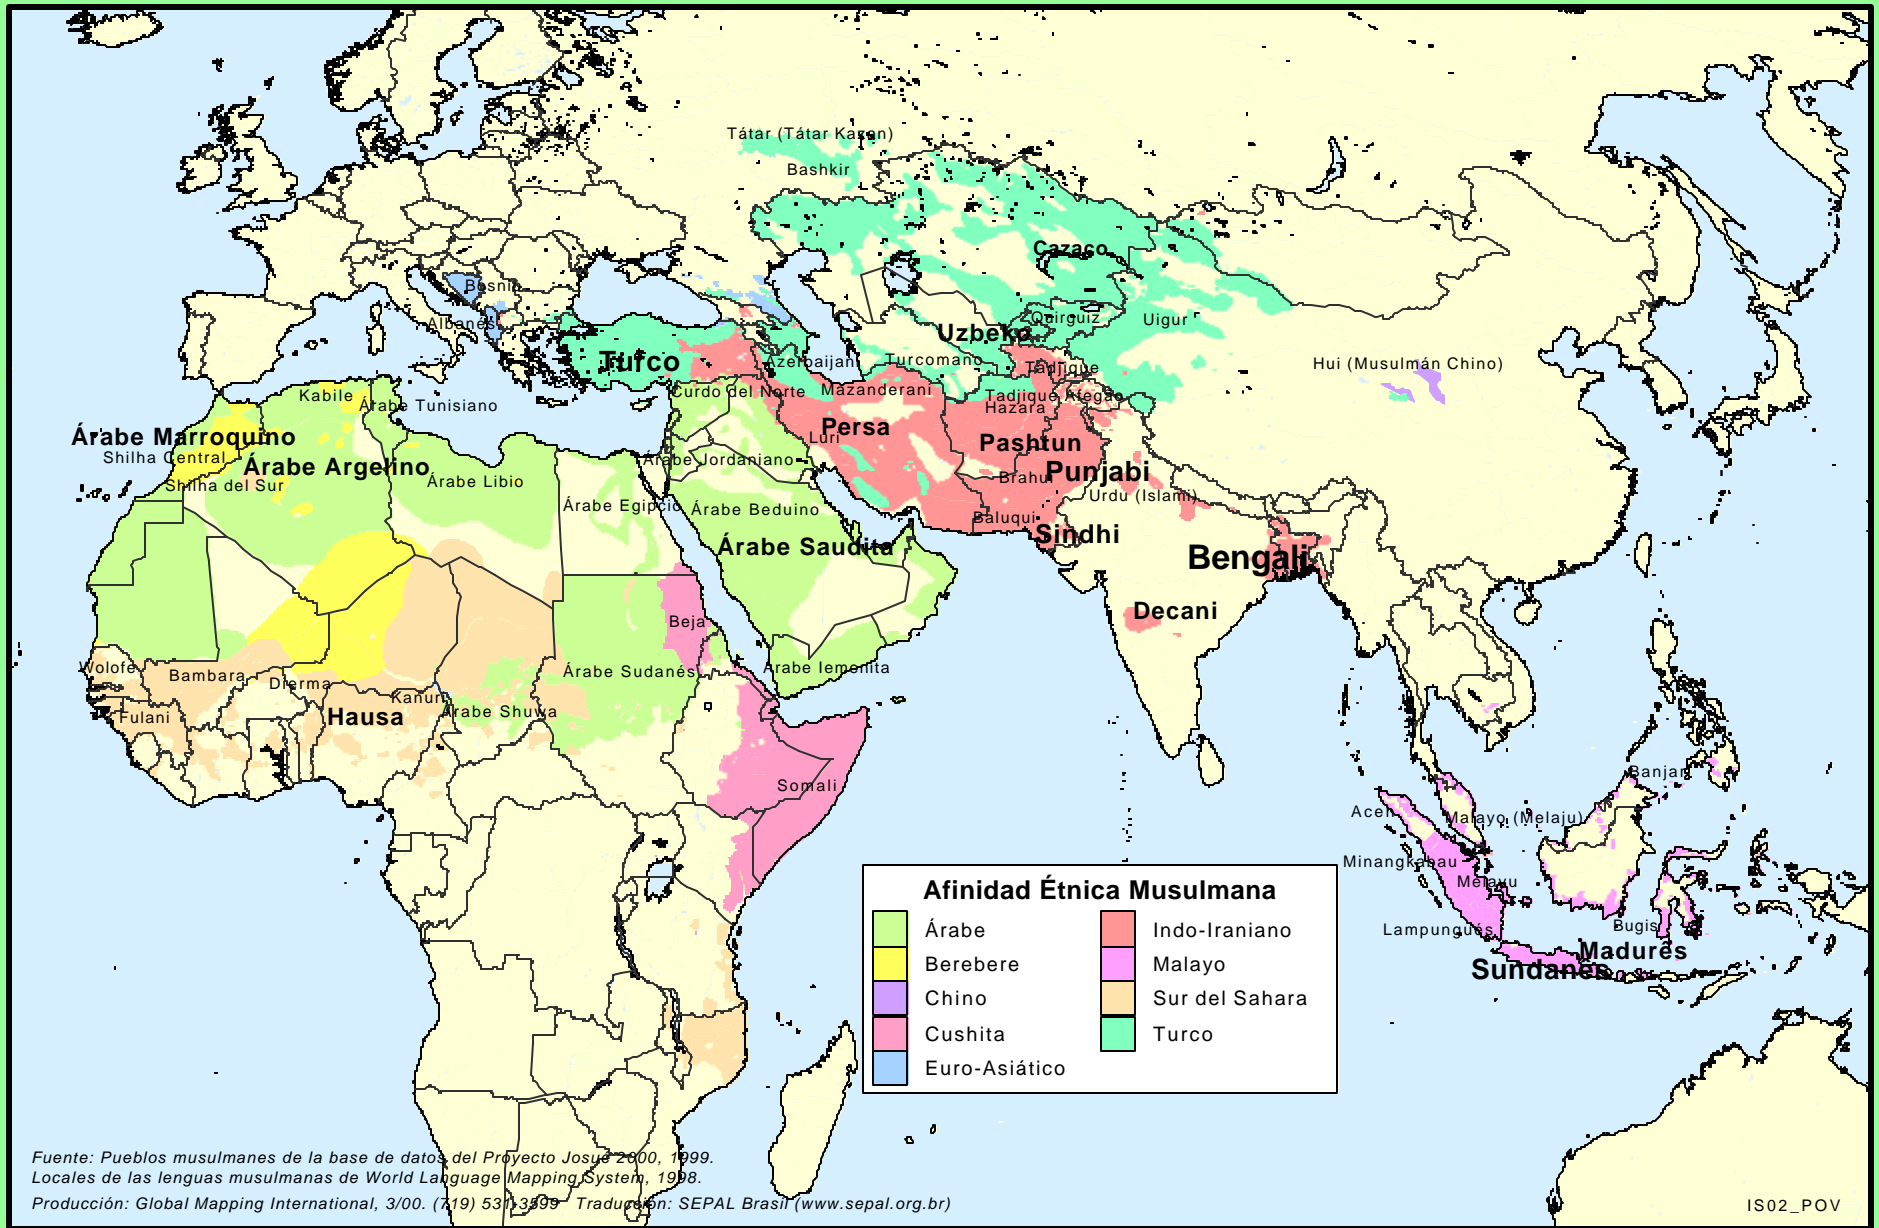 Tátar (Tátar Kazan)
Bashkir
Cazaco
Bosnia
Albanés
Quirguiz
Uigur
Uzbeko
Turco
Azerbaijani
Turcomano
Tadjique
Hui (Musulmán Chino)
Curdo del Norte
Mazanderani
Tadjique Afegão
Hazara
Kabile
Árabe Tunisiano
Árabe Marroquino
Shilha Central
Persa
Luri
Pashtun
Árabe Argelino
Árabe Jordaniano
Punjabi
Shilha del Sur
Árabe Libio
Brahui
Urdu (Islami)
Árabe Egipcio
Árabe Beduino
Baluqui
Sindhi
Árabe Saudita
Bengali
Decani
Beja
Wolofe
Bambara
Djerma
Árabe Sudanés
Árabe Iemenita
Kanuri
Fulani
Hausa
Árabe Shuwa
Somali
Banjar
Aceh
Malayo (Melaju)
Minangkabau
Melayu
Lampungués
Bugis
Madurés
Sundanés
Afinidad Étnica Musulmana
Árabe
Berebere
Chino
Cushita
Euro-Asiático
Indo-Iraniano
Malayo
Sur del Sahara
Turco
Fuente: Pueblos musulmanes de la base de datos del Proyecto Josué 2000, 1999.
Locales de las lenguas musulmanas de World Language Mapping System, 1998.
Producción: Global Mapping International, 3/00. (719) 531-3599 Traducción: SEPAL Brasil (www.sepal.org.br)
IS02_POV